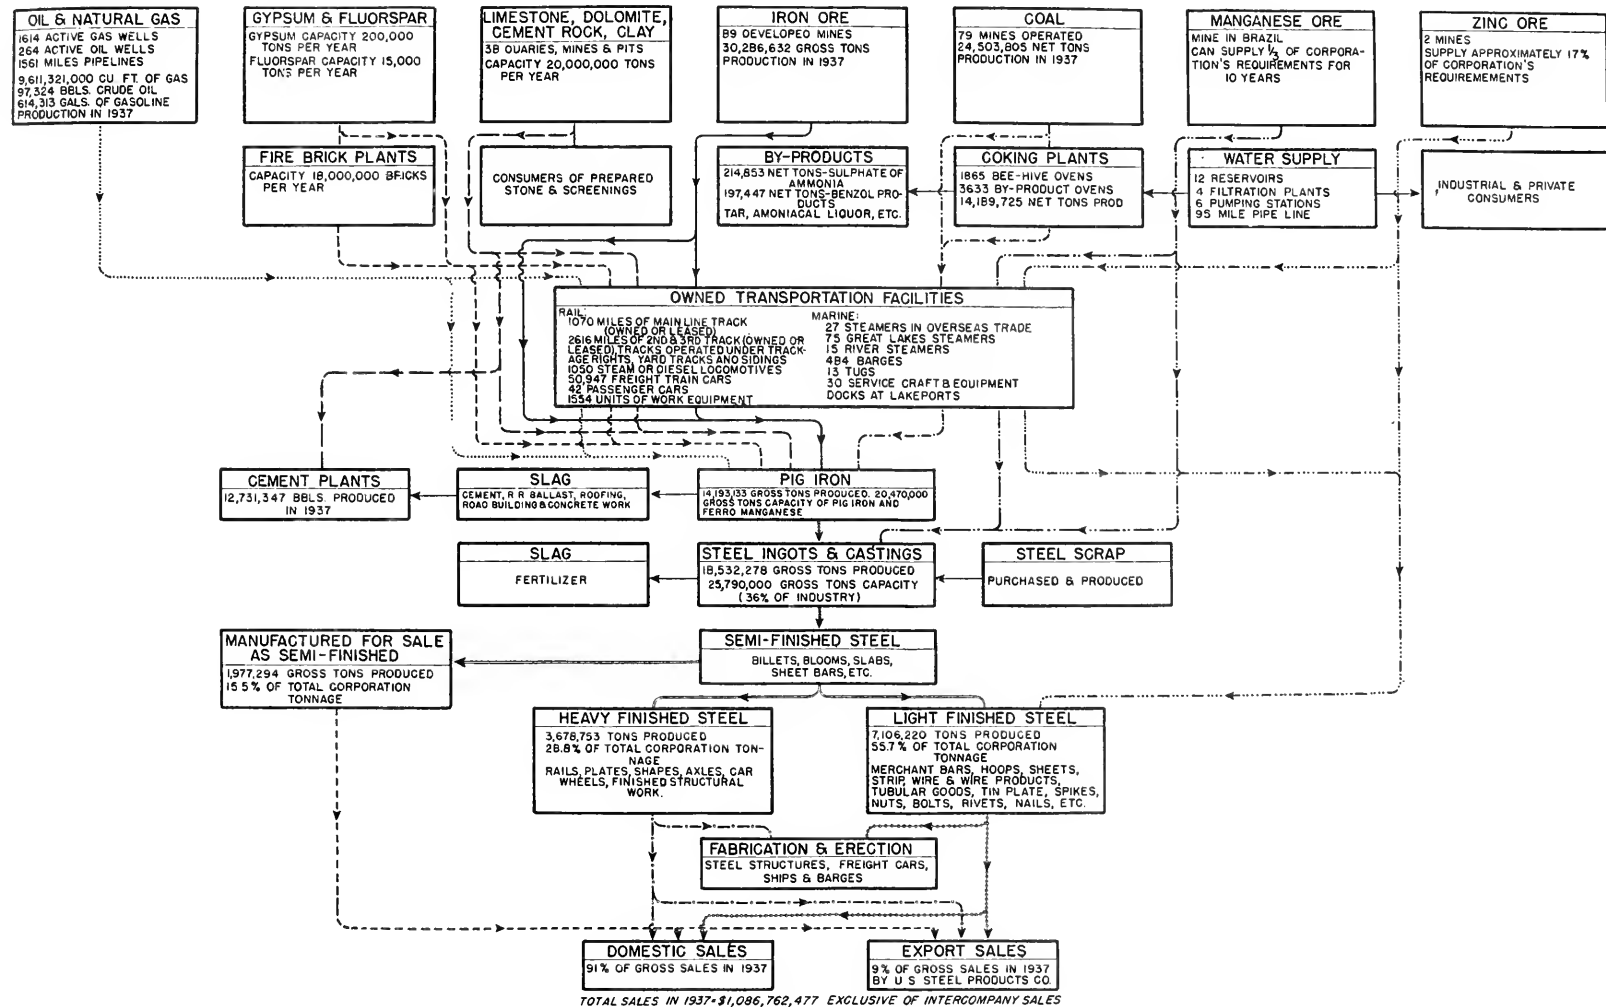 OIL & NATURAL GAS
1614 ACTIVE GAS WELLS
264 ACTIVE OIL WELLS
1561 MILES PIPELINES
9,611,321,000 CU FT. OF GAS
97,324 BBLS. CRUDE OIL
614,313 GALS. OF GASOLINE
PRODUCTION IN 1937
GYPSUM & FLUORSPAR
GYPSUM CAPACITY 200,000
TONS PER YEAR
FLUORSPAR CAPACITY 15,000
TONS PER YEAR
LIMESTONE, DOLOMITE,
CEMENT ROCK, CLAY
38 QUARIES, MINES & PITS
CAPACITY 20,000,000 TONS
PER YEAR
IRON ORE
89 DEVELOPED MINES
30,286,632 GROSS TONS
PRODUCTION IN 1937
COAL
79 MINES OPERATED
24,503,805 NET TONS
PRODUCTION IN 1937
MANGANESE ORE
MINE IN BRAZIL
CAN SUPPLY ⅓ OF CORPORA-
TION'S REQUIREMENTS FOR
10 YEARS
ZINC ORE
2 MINES
SUPPLY APPROXIMATELY 17%
OF CORPORATION'S
REQUIREMEMENTS
FIRE BRICK PLANTS
CAPACITY 18,000,000 BRICKS
PER YEAR
CONSUMERS OF PREPARED
STONE & SCREENINGS
BY-PRODUCTS
214,853 NET TONS-SULPHATE OF
AMMONIA
197,447 NET TONS-BENZOL PRO-
DUCTS
TAR, AMONIACAL LIQUOR, ETC.
COKING PLANTS
1865 BEE-HIVE OVENS
3633 BY-PRODUCT OVENS
14,189,725 NET TONS PROD
WATER SUPPLY
12 RESERVOIRS
4 FILTRATION PLANTS
6 PUMPING STATIONS
95 MILE PIPE LINE
INDUSTRIAL & PRIVATE
CONSUMERS
OWNED TRANSPORTATION FACILITIES
RAIL:
1070 MILES OF MAIN LINE TRACK
(OWNED OR LEASED)
2616 MILES OF 2ND & 3RD TRACK (OWNED OR
LEASED), TRACKS OPERATED UNDER TRACK-
AGE RIGHTS, YARD TRACKS AND SIDINGS
1050 STEAM OR DIESEL LOCOMOTIVES
50,947 FREIGHT TRAIN CARS
42 PASSENGER CARS
1554 UNITS OF WORK EQUIPMENT
MARINE:
27 STEAMERS IN OVERSEAS TRADE
75 GREAT LAKES STEAMERS
15 RIVER STEAMERS
484 BARGES
13 TUGS
30 SERVICE CRAFT & EQUIPMENT
DOCKS AT LAKEPORTS
CEMENT PLANTS
12,731,347 BBLS. PRODUCED
IN 1937
SLAG
CEMENT, R R BALLAST, ROOFING,
ROAD BUILDING & CONCRETE WORK
PIG IRON
14,193,133 GROSS TONS PRODUCED. 20,470,000
GROSS TONS CAPACITY OF PIG IRON AND
FERRO MANGANESE
SLAG
FERTILIZER
STEEL INGOTS & CASTINGS
18,532,278 GROSS TONS PRODUCED
25,790,000 GROSS TONS CAPACITY
(36% OF INDUSTRY)
STEEL SCRAP
PURCHASED & PRODUCED
MANUFACTURED FOR SALE
AS SEMI-FINISHED
1,977,294 GROSS TONS PRODUCED
15.5% OF TOTAL CORPORATION
TONNAGE
SEMI-FINISHED STEEL
BILLETS, BLOOMS, SLABS,
SHEET BARS, ETC.
HEAVY FINISHED STEEL
3,678,753 TONS PRODUCED
28.8% OF TOTAL CORPORATION TON-
NAGE
RAILS, PLATES, SHAPES, AXLES, CAR
WHEELS, FINISHED STRUCTURAL
WORK.
LIGHT FINISHED STEEL
7,106,220 TONS PRODUCED
55.7% OF TOTAL CORPORATION
TONNAGE
MERCHANT BARS, HOOPS, SHEETS,
STRIP, WIRE & WIRE PRODUCTS,
TUBULAR GOODS, TIN PLATE, SPIKES,
NUTS, BOLTS, RIVETS, NAILS, ETC.
FABRICATION & ERECTION
STEEL STRUCTURES, FREIGHT CARS,
SHIPS & BARGES
DOMESTIC SALES
91% OF GROSS SALES IN 1937
EXPORT SALES
9% OF GROSS SALES IN 1937
BY U S STEEL PRODUCTS CO.
TOTAL SALES IN 1937=$1,086,762,477 EXCLUSIVE OF INTERCOMPANY SALES